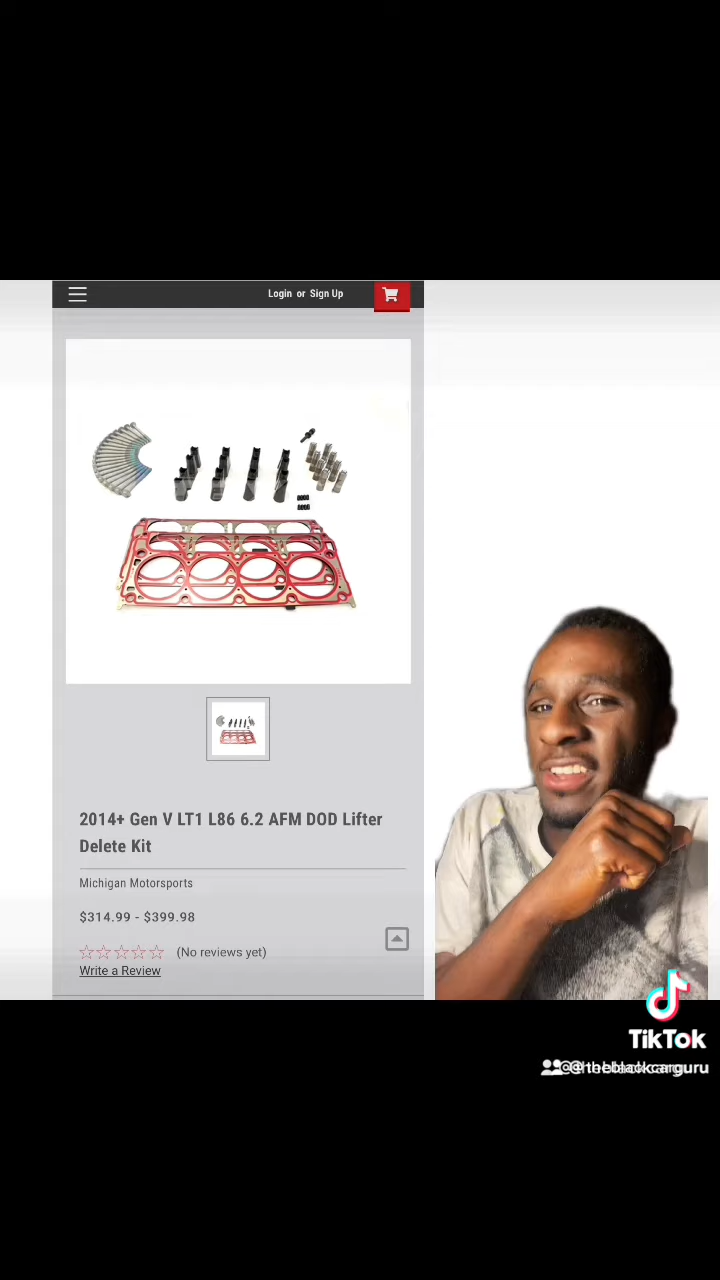 Login or Sign Up
2014+ Gen V LT1 L86 6.2 AFM DOD Lifter
Delete Kit
Michigan Motorsports
$314.99 - $399.98
(No reviews yet)
Write a Review
TikTok
@theblackcarguru